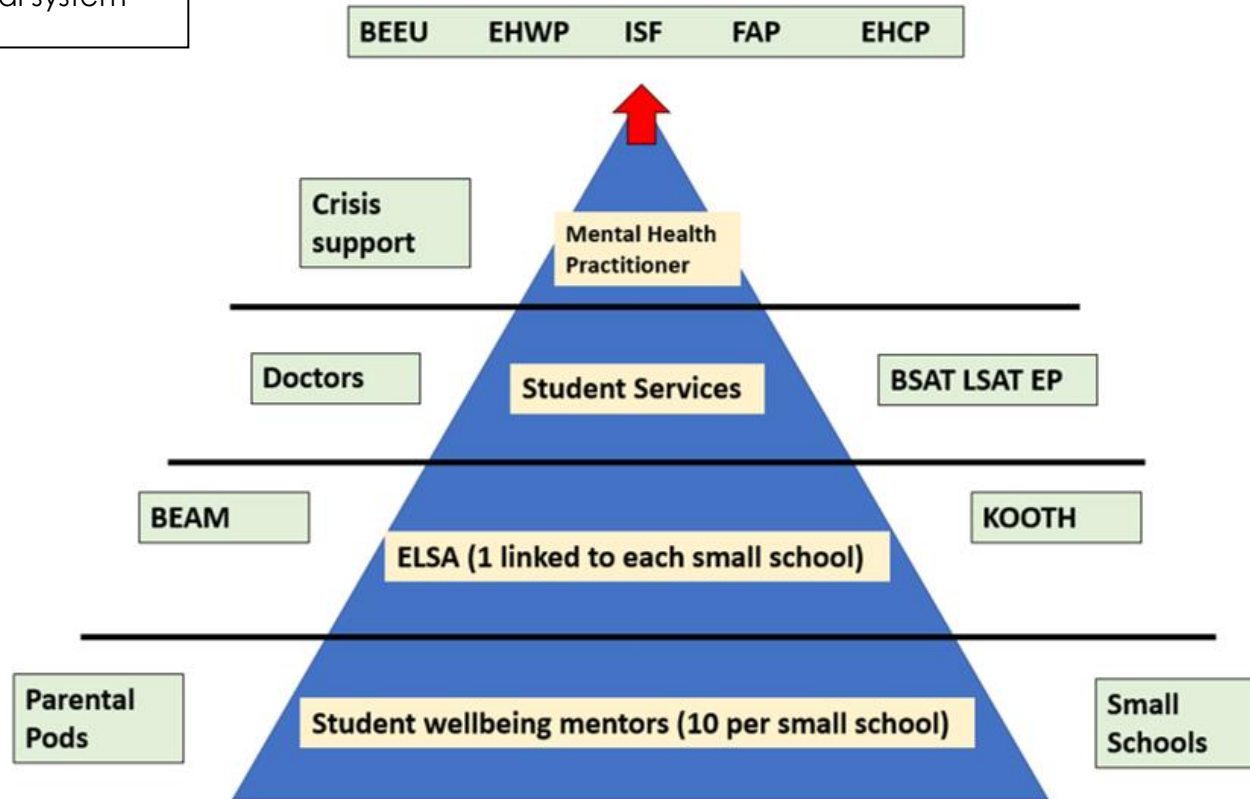 system
BEEU EHWP ISF FAP EHCP
Crisis
support
Mental Health
Practitioner
Doctors
Student Services
BSAT LSAT EP
BEAM
KOOTH
ELSA (1 linked to each small school)
Parental
Pods
Student wellbeing mentors (10 per small school)
Small
Schools